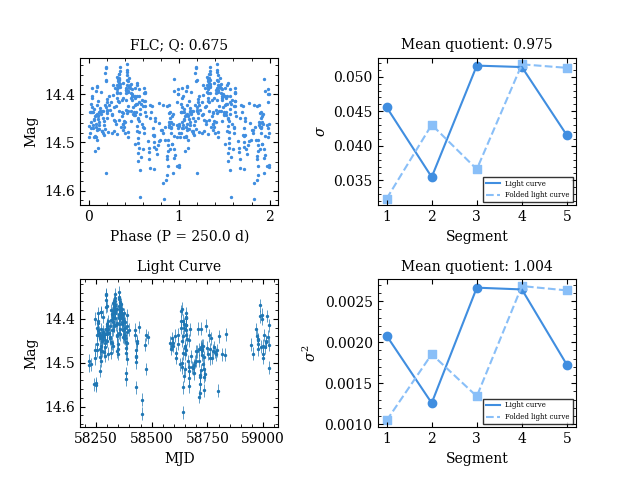 FLC; Q: 0.675
Mag
14.4
14.5
14.6
0
1
2
Phase (P = 250.0 d)
Mean quotient: 0.975
σ
0.050
0.045
0.040
0.035
Light curve
Folded light curve
1
2
3
4
5
Segment
Light Curve
Mag
14.4
14.5
14.6
58250
58500
58750
59000
MJD
Mean quotient: 1.004
σ²
0.0025
0.0020
0.0015
0.0010
Light curve
Folded light curve
1
2
3
4
5
Segment